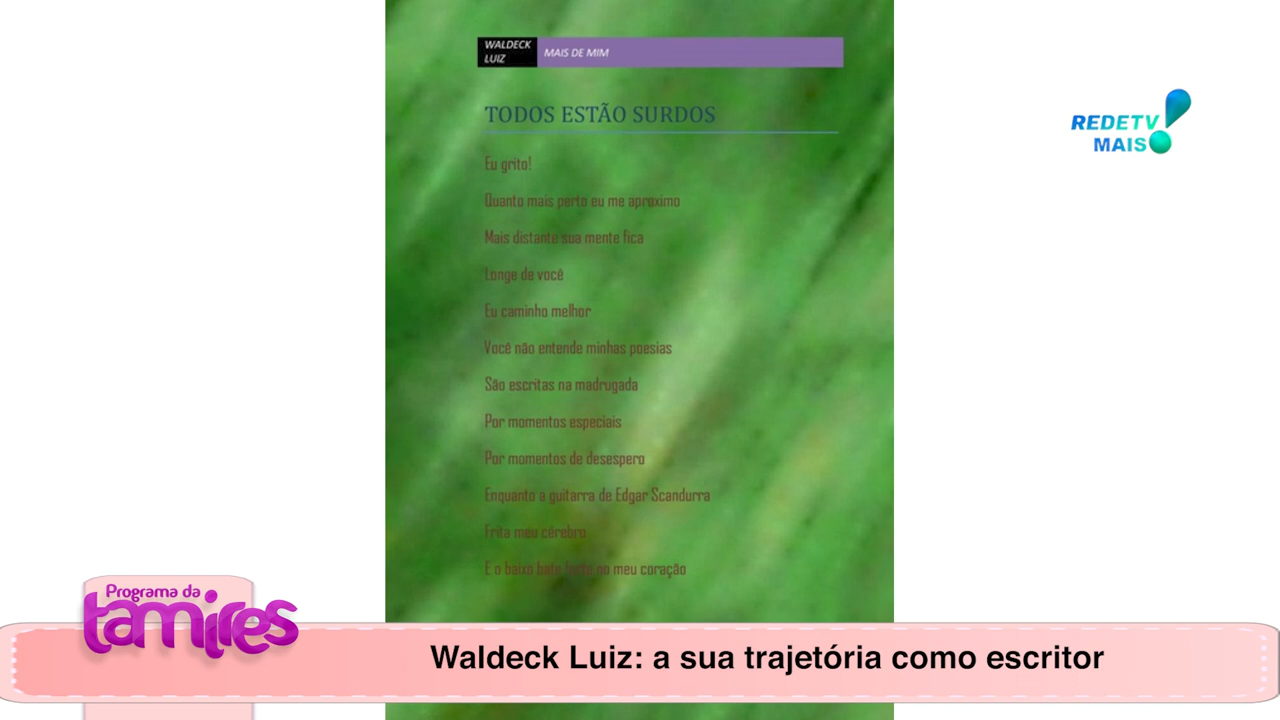 WALDECK
LUIZ
MAIS DE MIM
TODOS ESTÃO SURDOS
REDETV
MAIS
Eu grito!
Quanto mais perto eu me aproximo
Mais distante sua mente fica
Longe de você
Eu caminho melhor
Você não entende minhas poesias
São escritas na madrugada
Por momentos especiais
Por momentos de desespero
Enquanto a guitarra de Edgar Scandurra
Frita meu cérebro
E o baixo bate forte no meu coração
Programa da
tamires
Waldeck Luiz: a sua trajetória como escritor